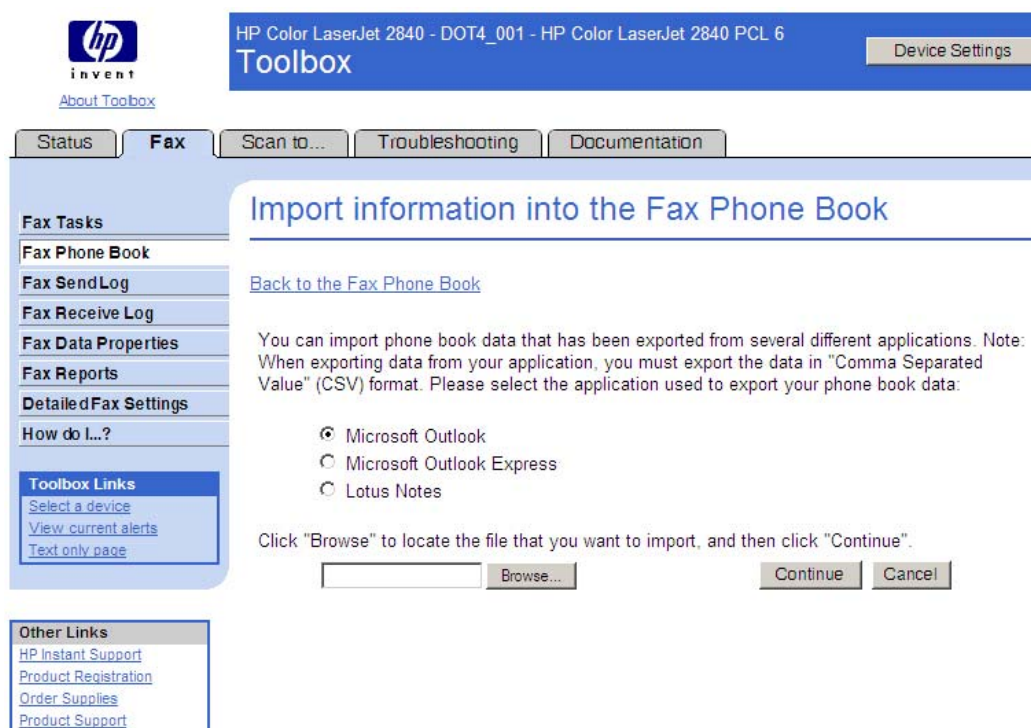 hp
invent
About Toolbox
HP Color LaserJet 2840 - DOT4_001 - HP Color LaserJet 2840 PCL 6
Toolbox
Device Settings
Status
Fax
Scan to...
Troubleshooting
Documentation
Fax Tasks
Fax Phone Book
Fax Send Log
Fax Receive Log
Fax Data Properties
Fax Reports
Detailed Fax Settings
How do I...?
Toolbox Links
Select a device
View current alerts
Text only page
Other Links
HP Instant Support
Product Registration
Order Supplies
Product Support
Import information into the Fax Phone Book
Back to the Fax Phone Book
You can import phone book data that has been exported from several different applications. Note:
When exporting data from your application, you must export the data in "Comma Separated
Value" (CSV) format. Please select the application used to export your phone book data:
Microsoft Outlook
Microsoft Outlook Express
Lotus Notes
Click "Browse" to locate the file that you want to import, and then click "Continue".
Browse...
Continue
Cancel